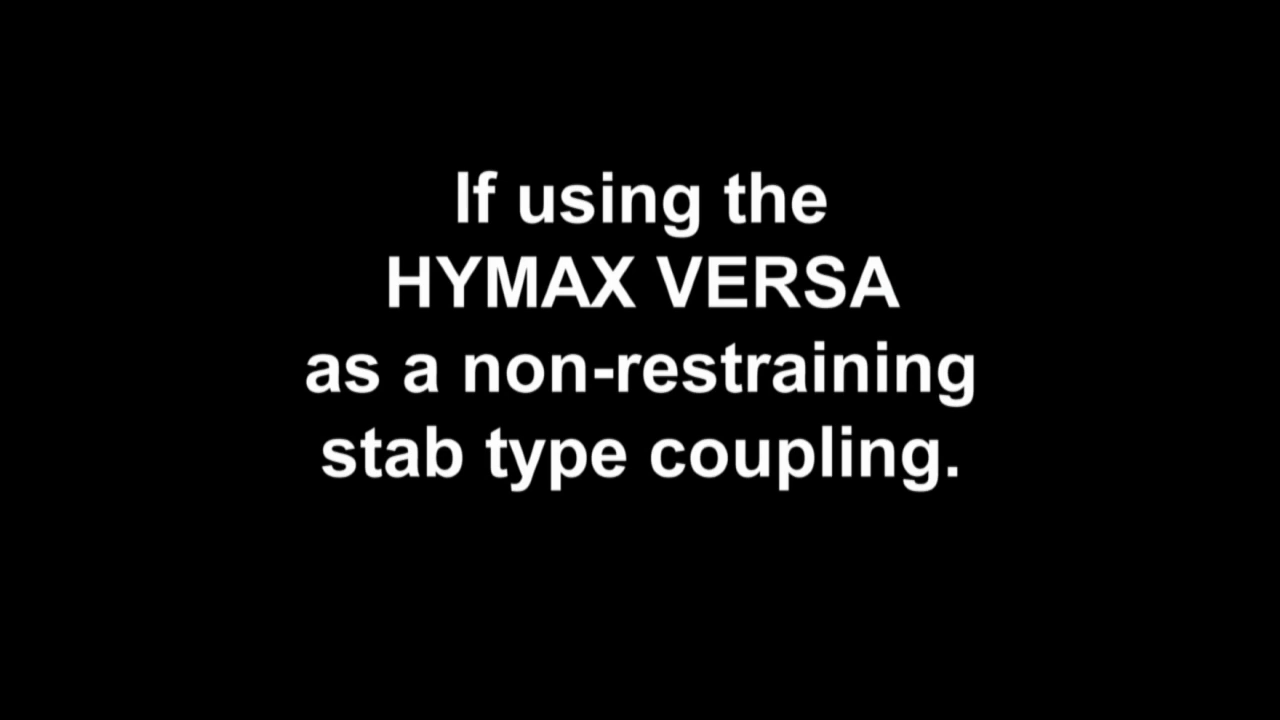 If using the
HYMAX VERSA
as a non-restraining
stab type coupling.